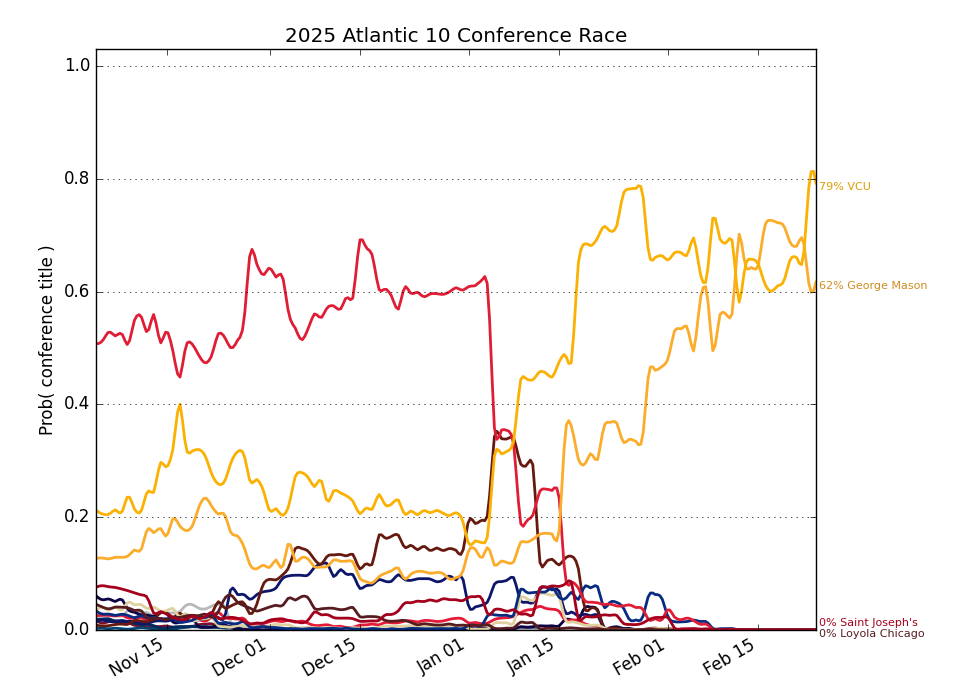 2025 Atlantic 10 Conference Race
1.0
0.8
0.6
0.4
0.2
0.0
Prob( conference title )
79% VCU
62% George Mason
0% Saint Joseph's
0% Loyola Chicago
Nov 15
Dec 01
Dec 15
Jan 01
Jan 15
Feb 01
Feb 15